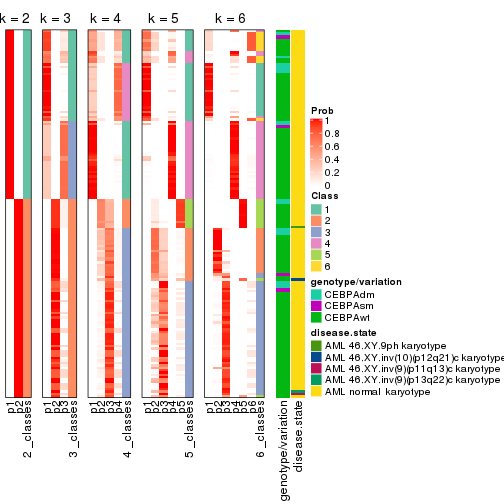 k = 2 k = 3 k = 4 k = 5 k = 6
Prob
1
0.8
0.6
0.4
0.2
0
Class
1
2
3
4
5
6
genotype/variation
CEBPAdm
CEBPAsm
CEBPAwt
disease.state
AML 46.XY.9ph karyotype
AML 46.XY.inv(10)(p12q21)c karyotype
AML 46.XY.inv(9)(p11q13)c karyotype
AML 46.XY.inv(9)(p13q22)c karyotype
AML normal karyotype
p1 p2 2_classes p1 p2 p3 3_classes p1 p2 p3 p4 4_classes p1 p2 p3 p4 p5 5_classes p1 p2 p3 p4 p5 p6 6_classes genotype/variation disease.state